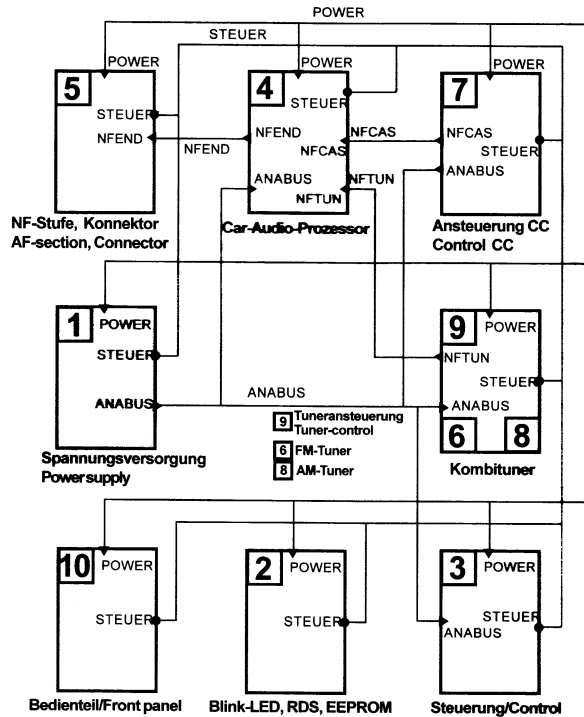 POWER
STEUER
POWER
POWER
POWER
5
4
7
STEUER
STEUER
NFEND
NFEND
NFEND
NFCAS
NFCAS
NFCAS
STEUER
ANABUS
NFTUN
NFTUN
ANABUS
NF-Stufe, Konnektor
AF-section, Connector
Car-Audio-Prozessor
Ansteuerung CC
Control CC
1
POWER
STEUER
ANABUS
ANABUS
9
POWER
NFTUN
STEUER
ANABUS
6
8
9 Tuneransteuerung
Tuner-control
6 FM-Tuner
8 AM-Tuner
Spannungsversorgung
Powersupply
Kombituner
10
POWER
STEUER
2
POWER
STEUER
3
POWER
STEUER
ANABUS
Bedienteil/Front panel
Blink-LED, RDS, EEPROM
Steuerung/Control